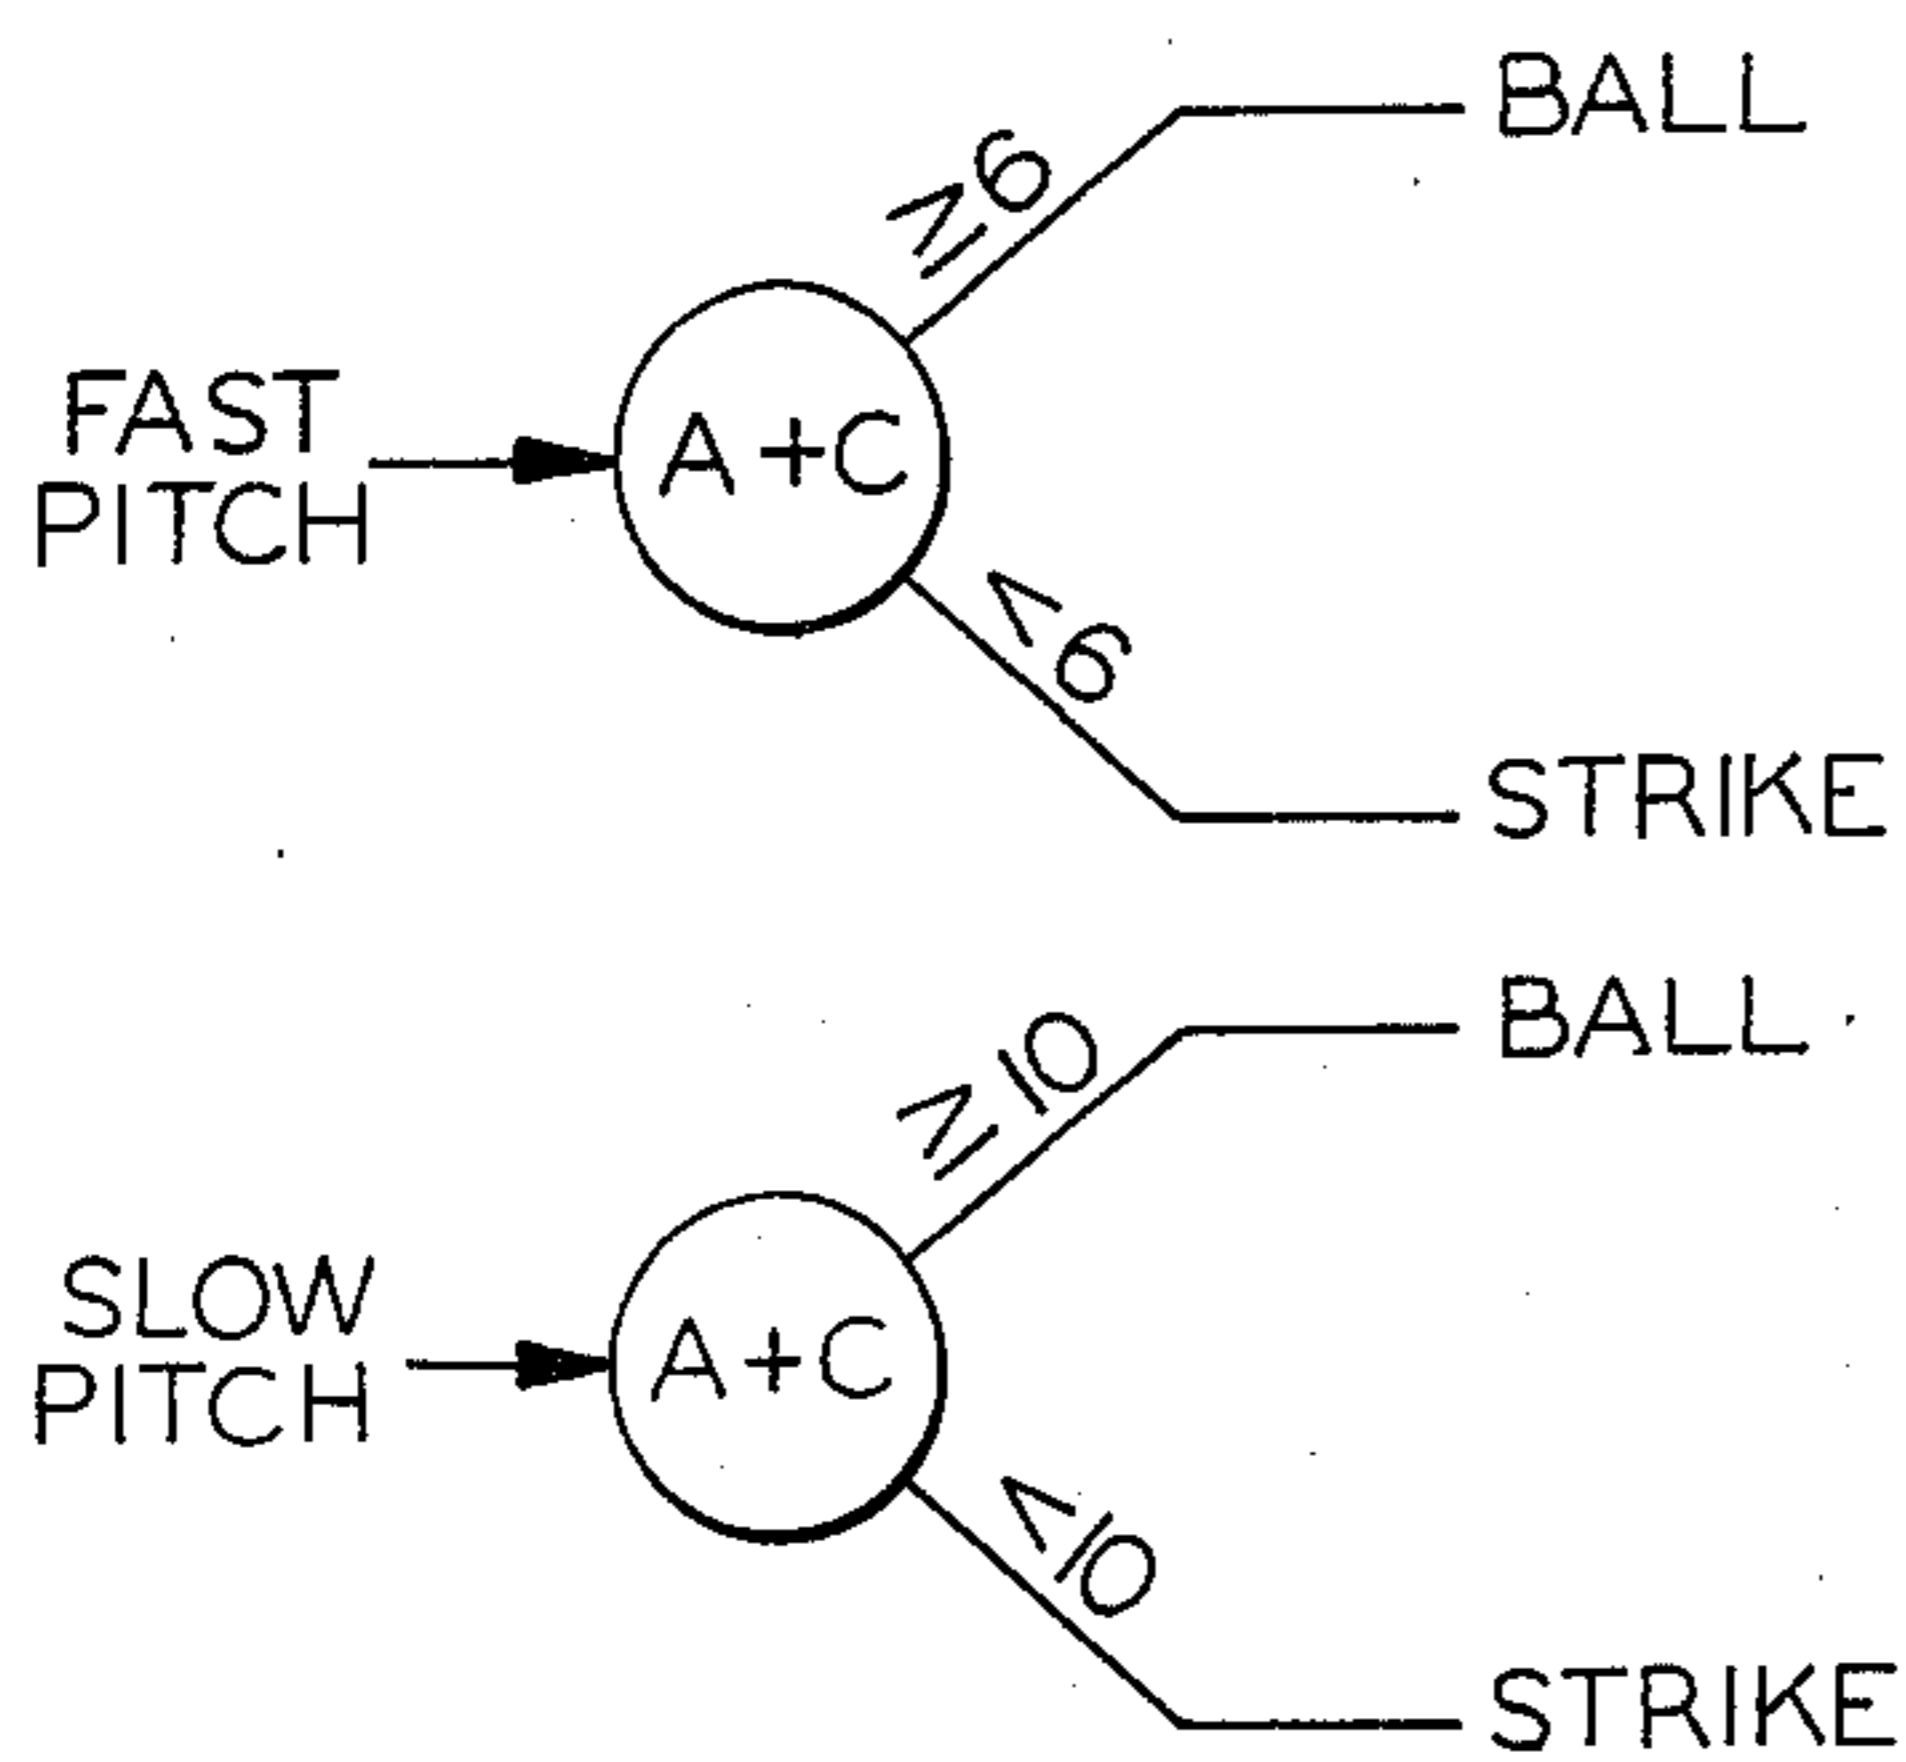 BALL
≥6
FAST
PITCH
A+C
<6
STRIKE
BALL
≥10
SLOW
PITCH
A+C
<10
STRIKE